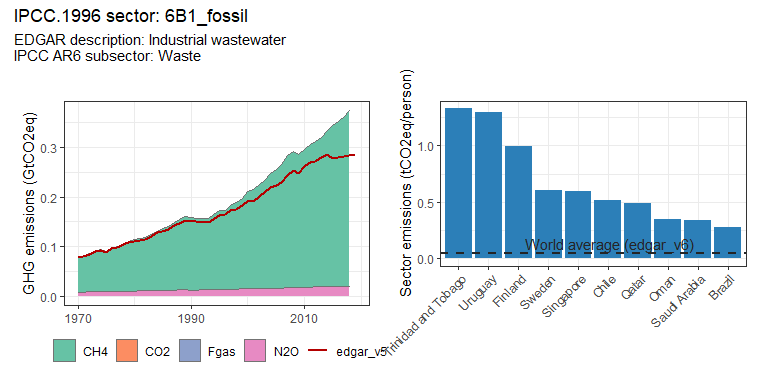 IPCC.1996 sector: 6B1_fossil
EDGAR description: Industrial wastewater
IPCC AR6 subsector: Waste
GHG emissions (GtCO2eq)
0.3
0.2
0.1
0.0
1970
1990
2010
CH4
CO2
Fgas
N2O
edgar_v5
Sector emissions (tCO2eq/person)
1.0
0.5
0.0
World average (edgar_v6)
Trinidad and Tobago
Uruguay
Finland
Sweden
Singapore
Chile
Qatar
Oman
Saudi Arabia
Brazil